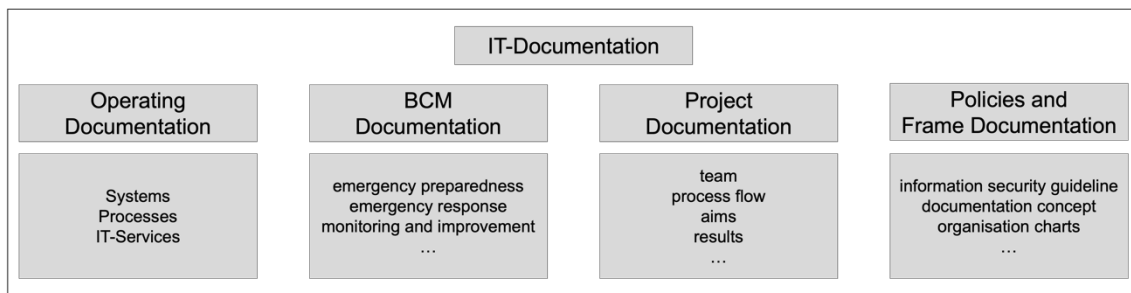 IT-Documentation
Operating
Documentation
BCM
Documentation
Project
Documentation
Policies and
Frame Documentation
Systems
Processes
IT-Services
emergency preparedness
emergency response
monitoring and improvement
…
team
process flow
aims
results
…
information security guideline
documentation concept
organisation charts
…